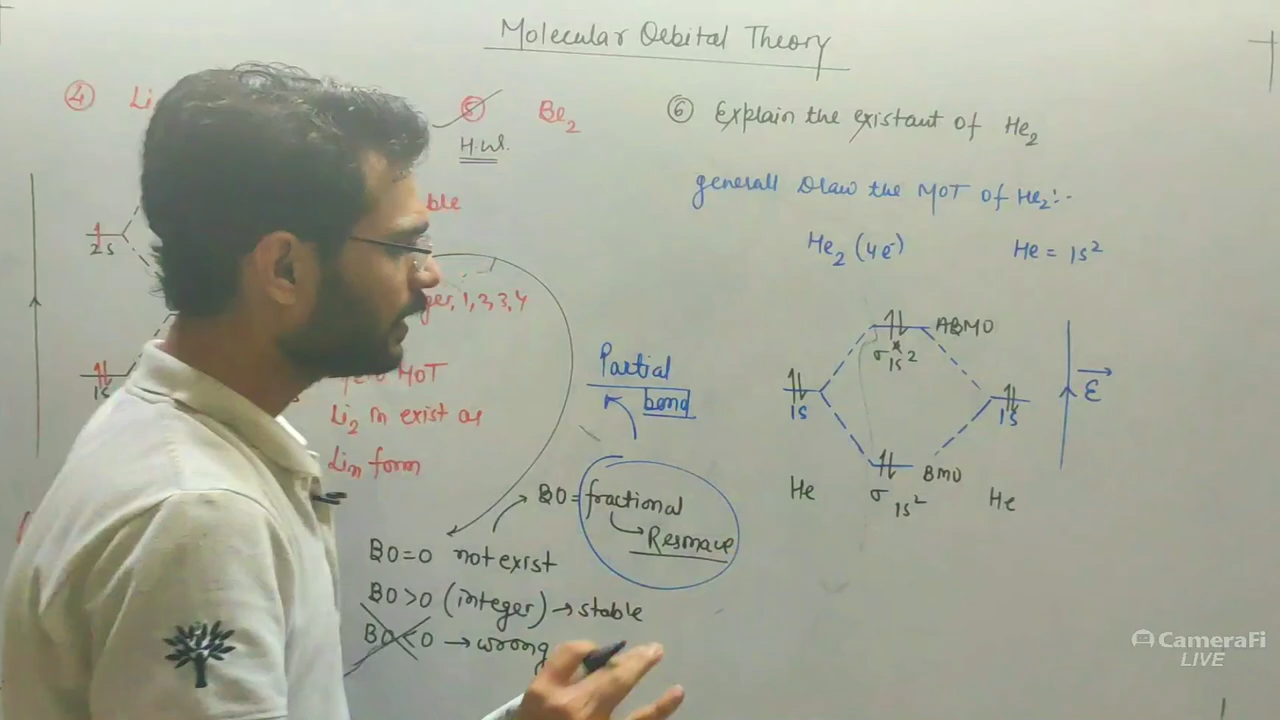 Molecular Orbital Theory
④ Li
⑤ Be2
H.W.
ble
ger, 1, 2, 3, 4
MOT
Li2 in exist as
Lin form
2s
1s
BO=0 not exist
BO>0 (integer) → stable
BO<0 → wrong
BO= fractional
Resonace
Partial
bond
⑥ Explain the existant of He2
generall Draw the MOT of He2:-
He2 (4e-) He = 1s2
ABMO
σ*1s2
1s
1s
ε
BMO
σ1s2
He
He
CameraFi
LIVE